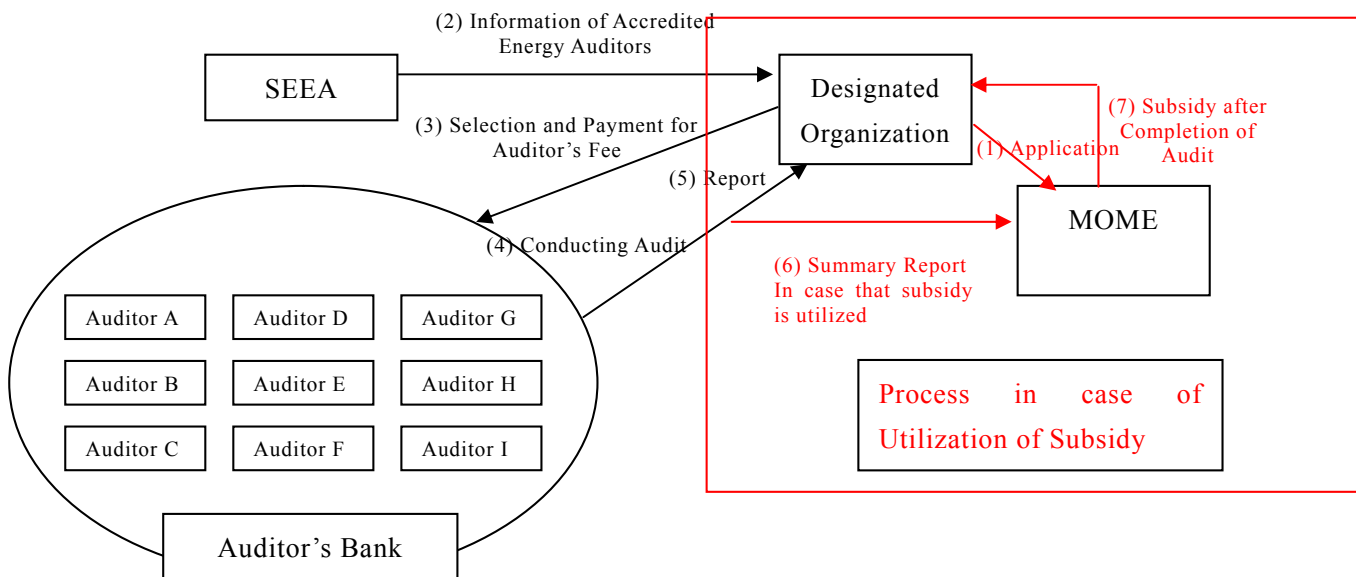 (2) Information of Accredited
Energy Auditors
SEEA
Designated
Organization
(3) Selection and Payment for
Auditor’s Fee
(7) Subsidy after
Completion of
Audit
(1) Application
(5) Report
MOME
(4) Conducting Audit
(6) Summary Report
In case that subsidy
is utilized
Auditor A
Auditor D
Auditor G
Auditor B
Auditor E
Auditor H
Auditor C
Auditor F
Auditor I
Process in case of
Utilization of Subsidy
Auditor’s Bank